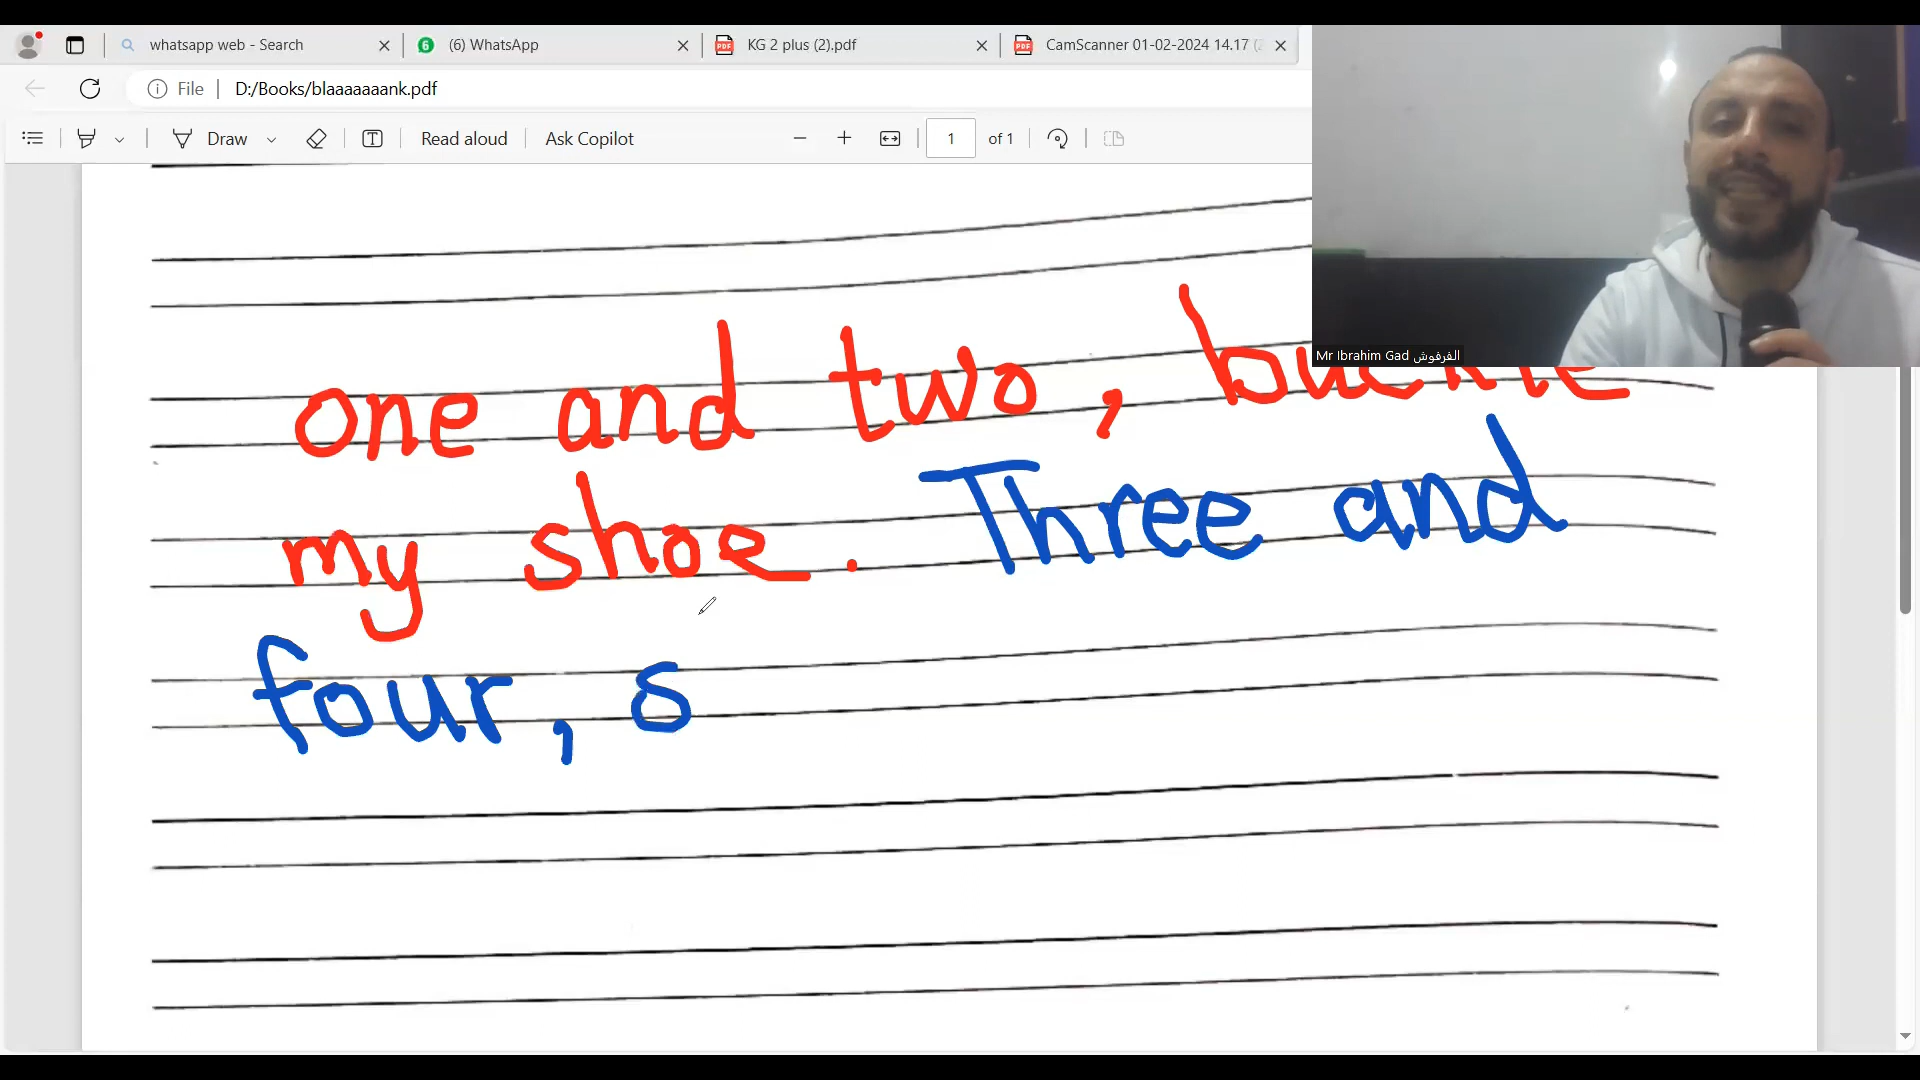 whatsapp web - Search
(6) WhatsApp
KG 2 plus (2).pdf
CamScanner 01-02-2024 14.17 (
File
D:/Books/blaaaaaaank.pdf
Draw
Read aloud
Ask Copilot
1 of 1
Mr Ibrahim Gad الفرفوش
one and two, buckle
my shoe. Three and
four, s